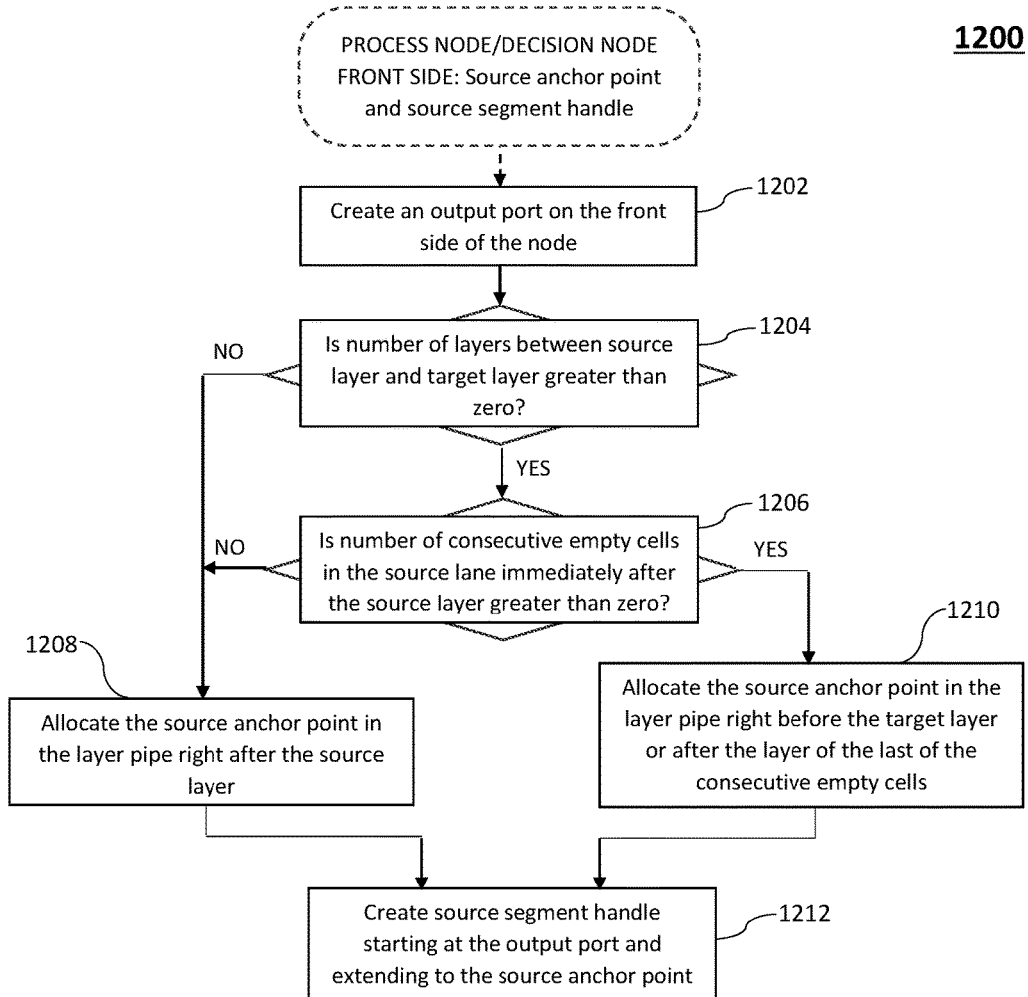 1200
PROCESS NODE/DECISION NODE
FRONT SIDE: Source anchor point
and source segment handle
1202
Create an output port on the front
side of the node
1204
Is number of layers between source
layer and target layer greater than
zero?
NO
YES
1206
Is number of consecutive empty cells
in the source lane immediately after
the source layer greater than zero?
NO
YES
1208
Allocate the source anchor point in
the layer pipe right after the source
layer
1210
Allocate the source anchor point in the
layer pipe right before the target layer
or after the layer of the last of the
consecutive empty cells
1212
Create source segment handle
starting at the output port and
extending to the source anchor point